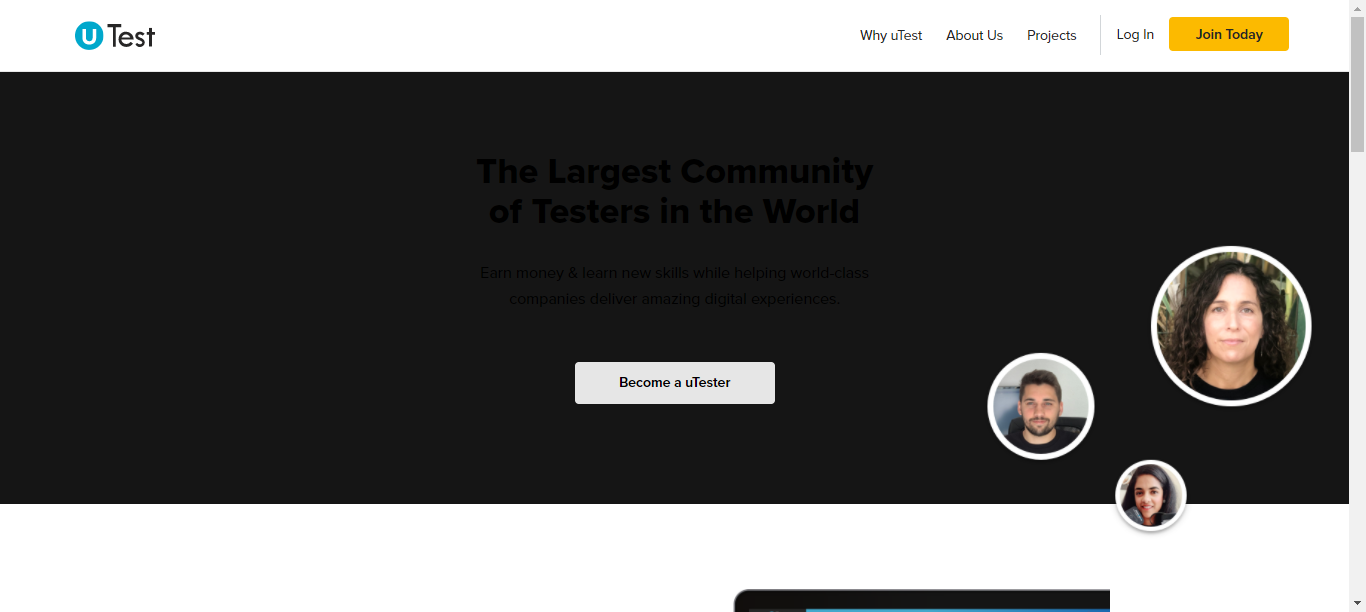 uTest
Why uTest
About Us
Projects
Log In
Join Today
The Largest Community
of Testers in the World
Earn money & learn new skills while helping world-class
companies deliver amazing digital experiences.
Become a uTester